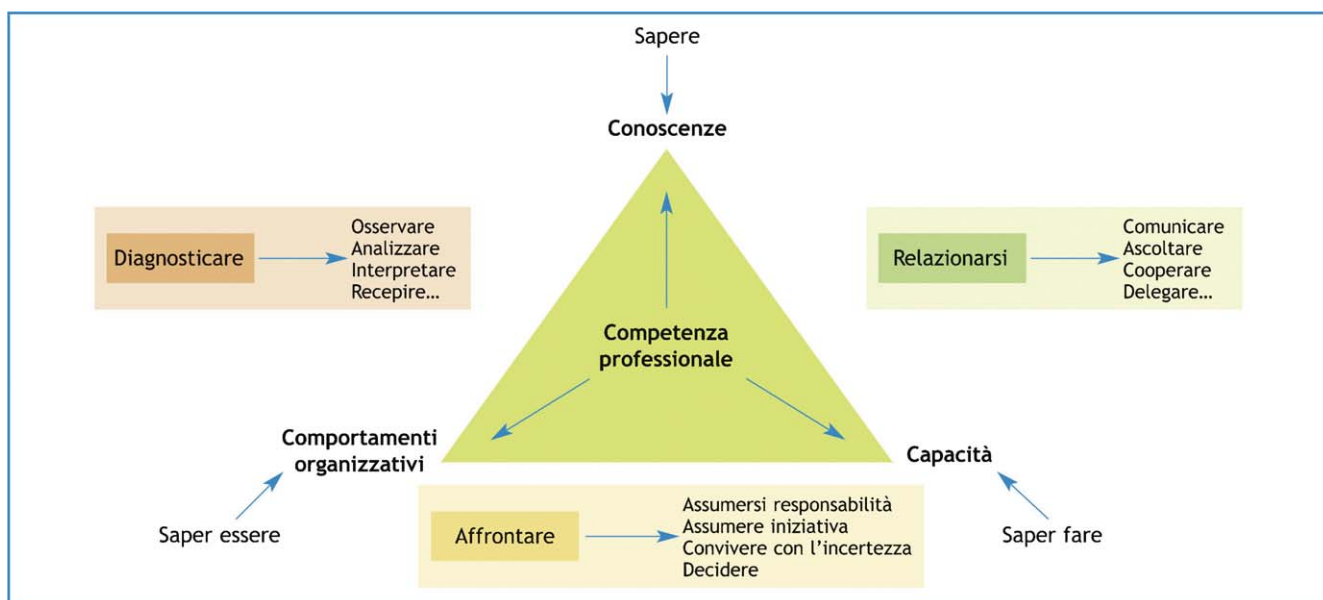 Sapere
Conoscenze
Diagnosticare
Osservare
Analizzare
Interpretare
Recepire...
Relazionarsi
Comunicare
Ascoltare
Cooperare
Delegare...
Competenza
professionale
Comportamenti
organizzativi
Capacità
Saper essere
Affrontare
Assumersi responsabilità
Assumere iniziativa
Convivere con l'incertezza
Decidere
Saper fare